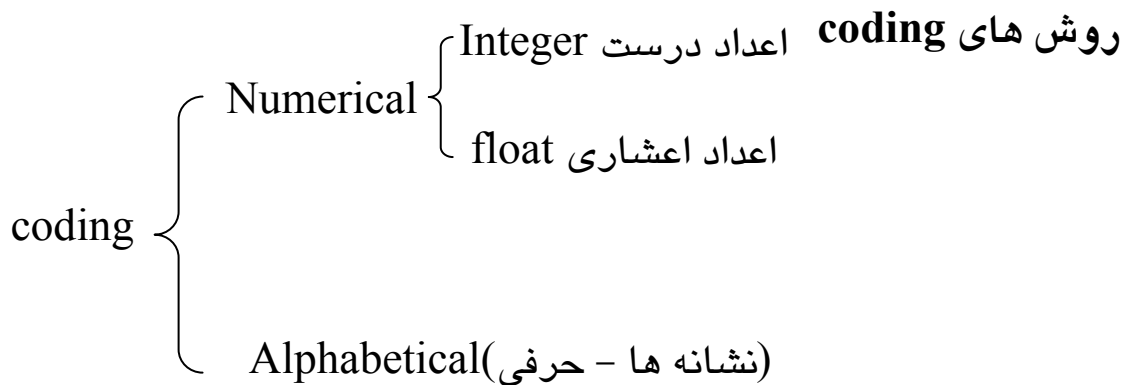 روش های coding
Integer اعداد درست
Numerical
float اعداد اعشاری
coding
Alphabetical(نشانه ها - حرفی)